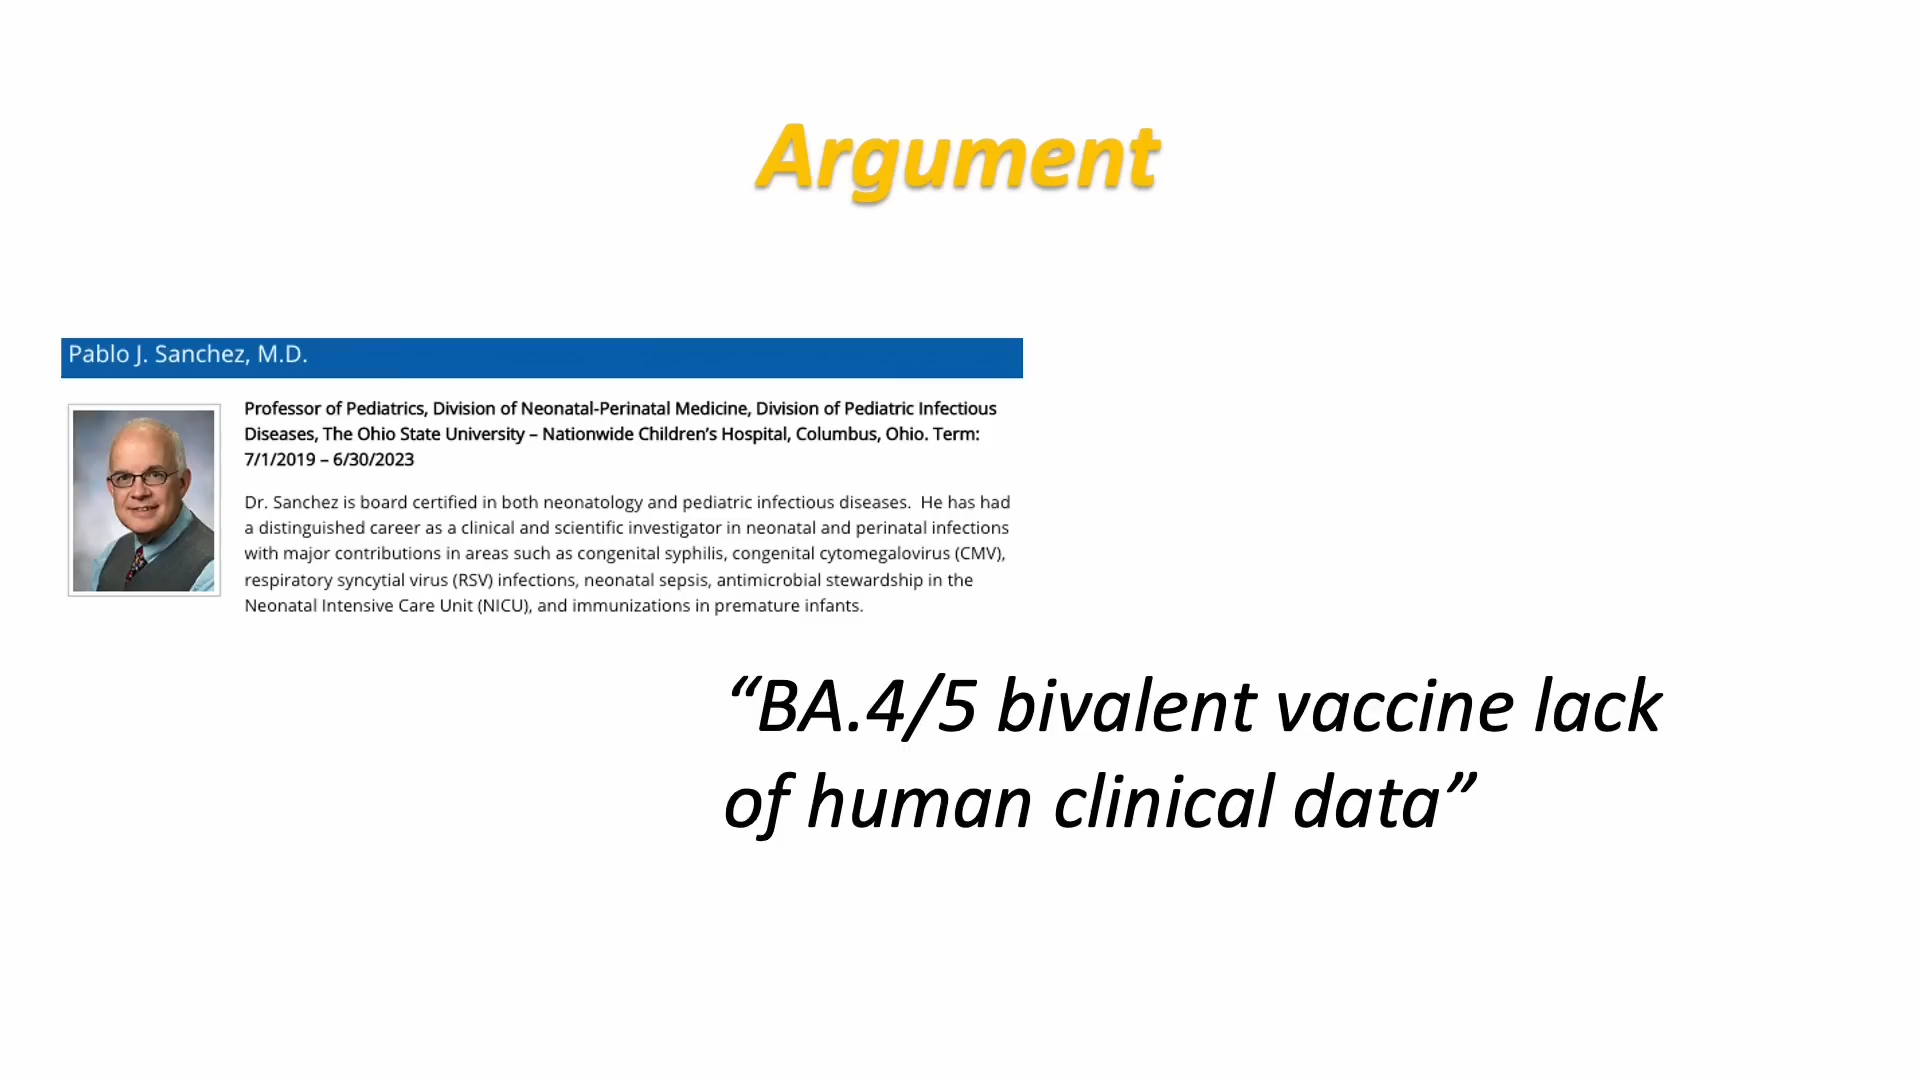 Argument
Pablo J. Sanchez, M.D.
Professor of Pediatrics, Division of Neonatal-Perinatal Medicine, Division of Pediatric Infectious
Diseases, The Ohio State University – Nationwide Children’s Hospital, Columbus, Ohio. Term:
7/1/2019 – 6/30/2023
Dr. Sanchez is board certified in both neonatology and pediatric infectious diseases.  He has had
a distinguished career as a clinical and scientific investigator in neonatal and perinatal infections
with major contributions in areas such as congenital syphilis, congenital cytomegalovirus (CMV),
respiratory syncytial virus (RSV) infections, neonatal sepsis, antimicrobial stewardship in the
Neonatal Intensive Care Unit (NICU), and immunizations in premature infants.
“BA.4/5 bivalent vaccine lack
of human clinical data”